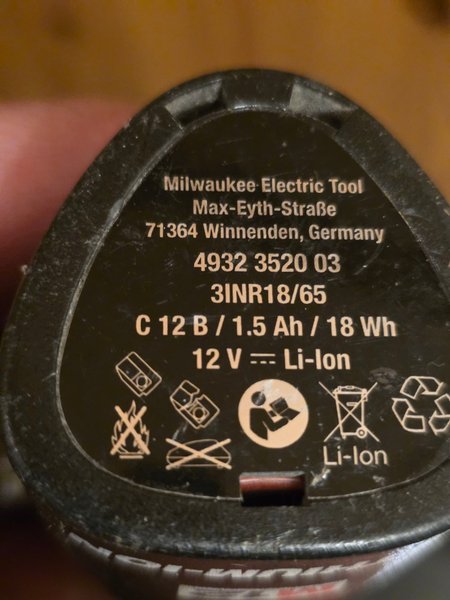 Milwaukee Electric Tool
Max-Eyth-Straße
71364 Winnenden, Germany
4932 3520 03
3INR18/65
C 12 B / 1.5 Ah / 18 Wh
12 V ⎓ Li-Ion
Li-Ion